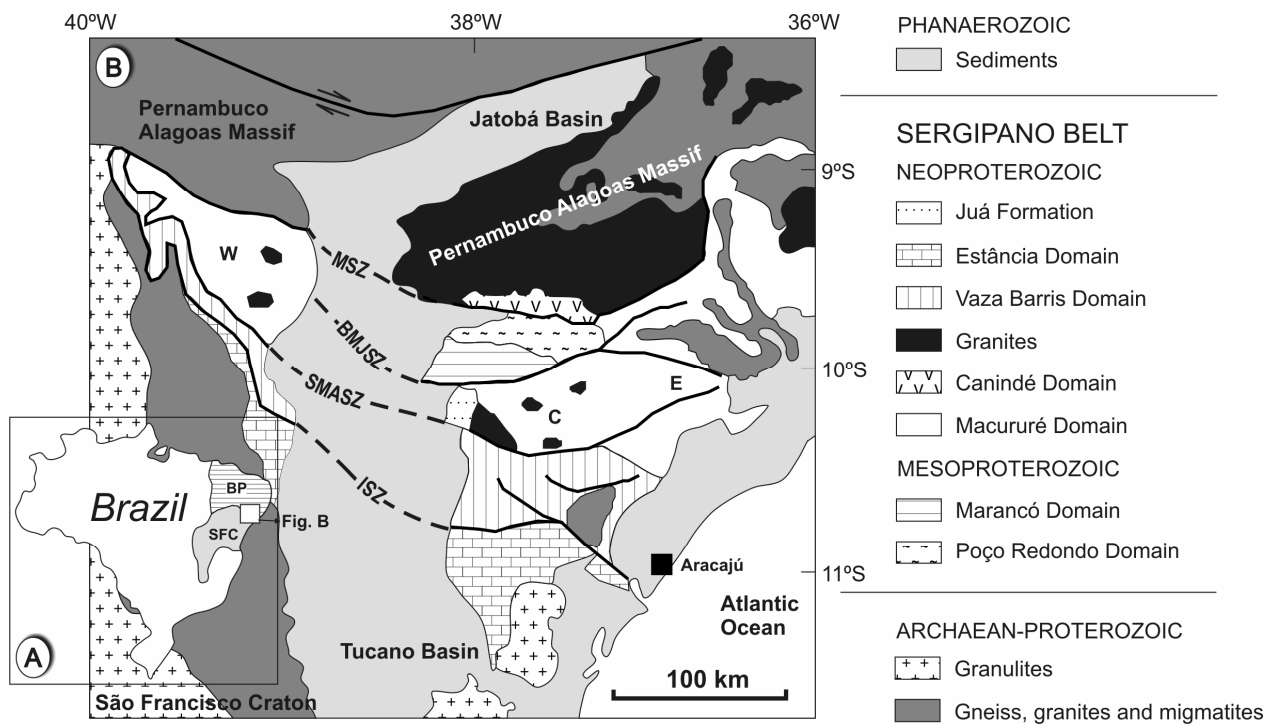 40ºW
38ºW
36ºW
B
Pernambuco
Alagoas Massif
Jatobá Basin
Pernambuco Alagoas Massif
9ºS
W
MSZ
BMJSZ
SMASZ
ISZ
10ºS
E
C
Brazil
BP
SFC
Fig. B
A
Aracajú
11ºS
Atlantic
Ocean
Tucano Basin
100 km
São Francisco Craton
PHANAEROZOIC
Sediments
SERGIPANO BELT
NEOPROTEROZOIC
Juá Formation
Estância Domain
Vaza Barris Domain
Granites
Canindé Domain
Macururé Domain
MESOPROTEROZOIC
Marancó Domain
Poço Redondo Domain
ARCHAEAN-PROTEROZOIC
Granulites
Gneiss, granites and migmatites